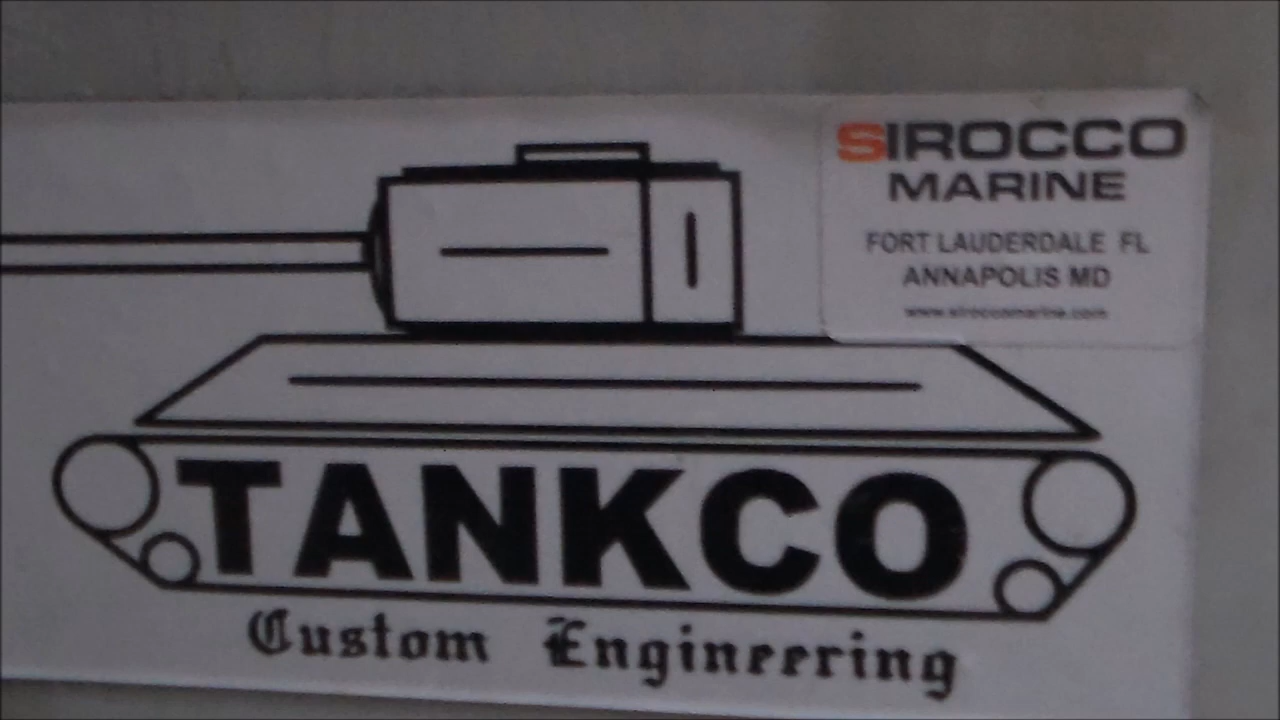 SIROCCO
MARINE
FORT LAUDERDALE FL
ANNAPOLIS MD
www.siroccomarine.com
TANKCO
Custom Engineering